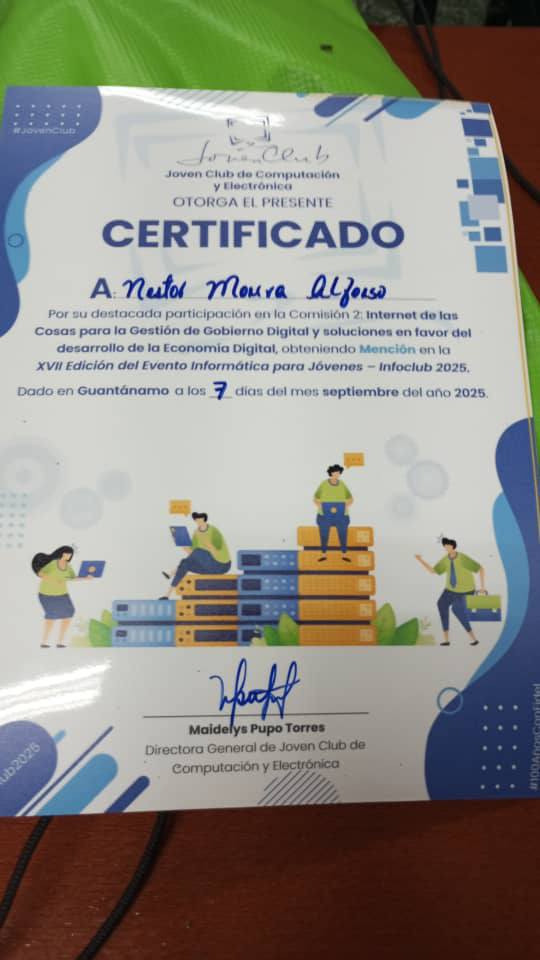 #JovenClub
JovenClub
Joven Club de Computación
y Electrónica
OTORGA EL PRESENTE
CERTIFICADO
A: Nestor Moura Alfonso
Por su destacada participación en la Comisión 2: Internet de las
Cosas para la Gestión de Gobierno Digital y soluciones en favor del
desarrollo de la Economía Digital, obteniendo Mención en la
XVII Edición del Evento Informática para Jóvenes – Infoclub 2025.
Dado en Guantánamo a los 7 días del mes septiembre del año 2025.
Maidelys Pupo Torres
Directora General de Joven Club de
Computación y Electrónica
lub2025
#100AñosConFidel